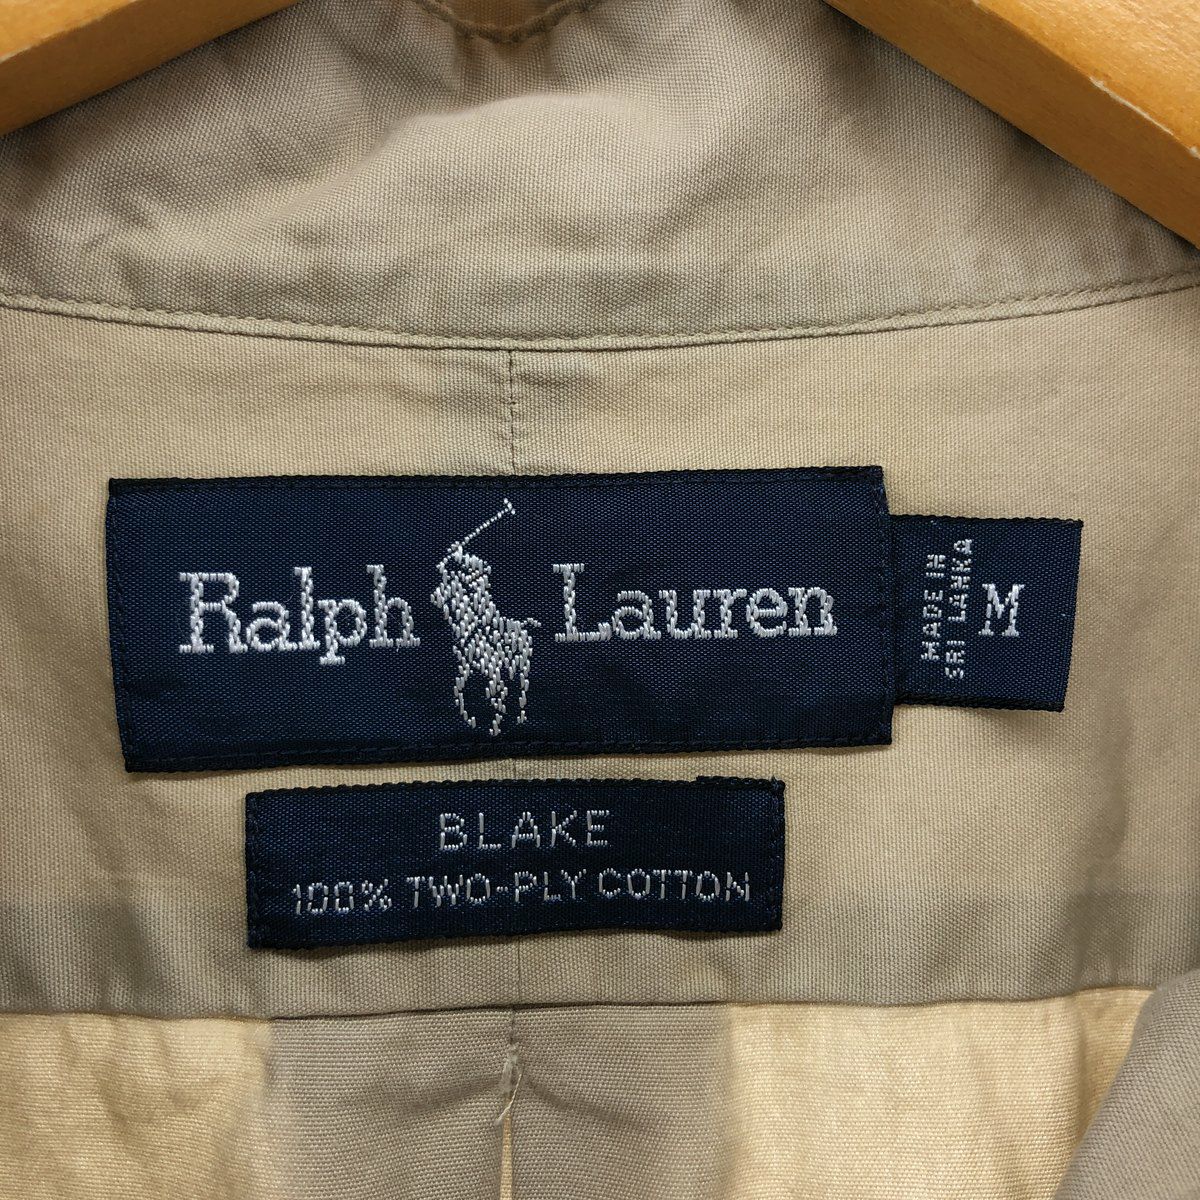 Ralph Lauren
MADE IN
SRI LANKA
M
BLAKE
100% TWO-PLY COTTON